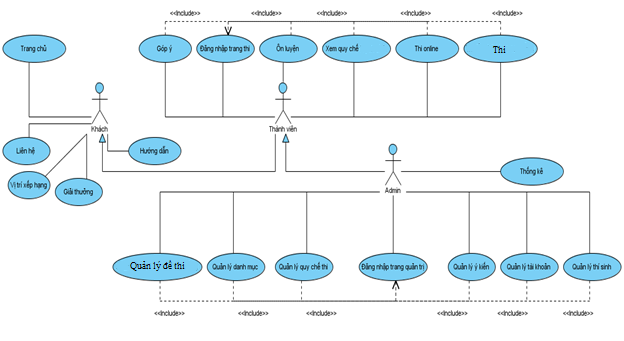 <<Include>> <<Include>> <<Include>> <<Include>> <<Include>>
Trang chủ
Góp ý
Đăng nhập trang thi
Ôn luyện
Xem quy chế
Thi online
Thi
Khách
Thành viên
Liên hệ
Hướng dẫn
Vị trí xếp hạng
Giải thưởng
Admin
Thống kê
Quản lý đề thi
Quản lý danh mục
Quản lý quy chế thi
Đăng nhập trang quản trị
Quản lý ý kiến
Quản lý tài khoản
Quản lý thí sinh
<<Include>> <<Include>> <<Include>> <<Include>> <<Include>> <<Include>>